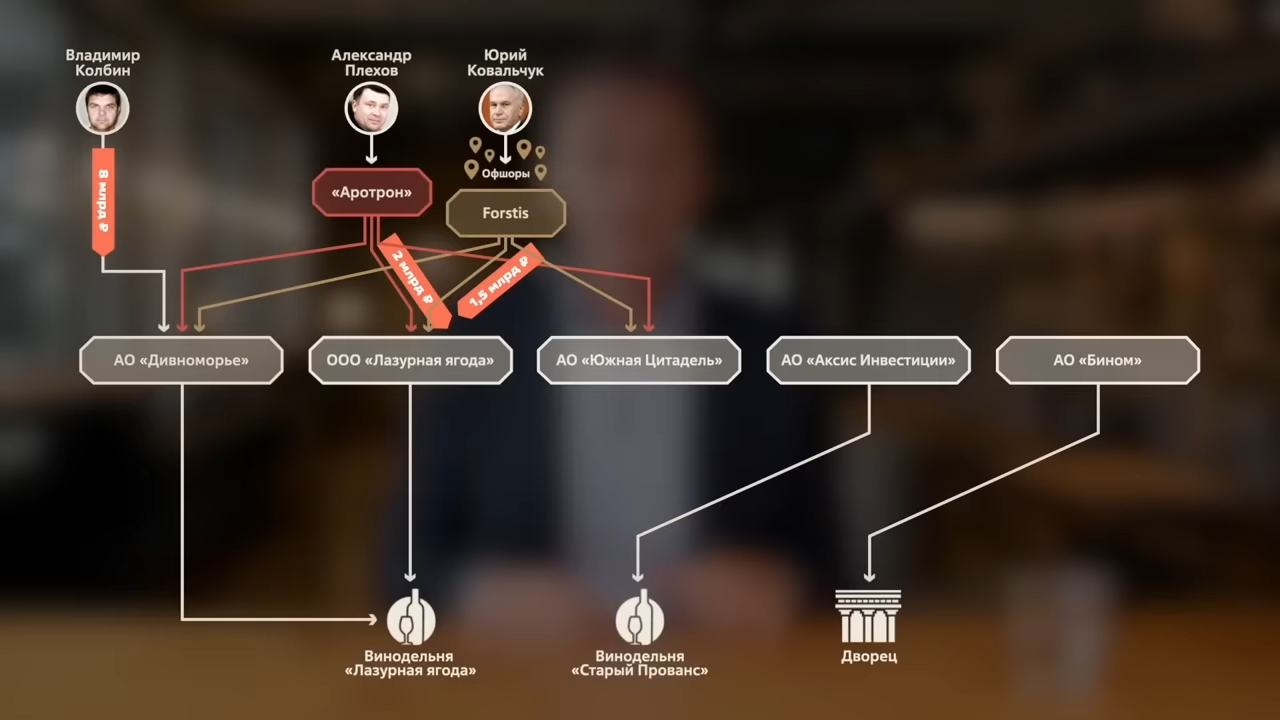 Владимир
Колбин
Александр
Плехов
Юрий
Ковальчук
8 млрд ₽
«Аротрон»
Офшоры
Forstis
2 млрд ₽
1,5 млрд ₽
АО «Дивноморье»
ООО «Лазурная ягода»
АО «Южная Цитадель»
АО «Аксис Инвестиции»
АО «Бином»
Винодельня
«Лазурная ягода»
Винодельня
«Старый Прованс»
Дворец